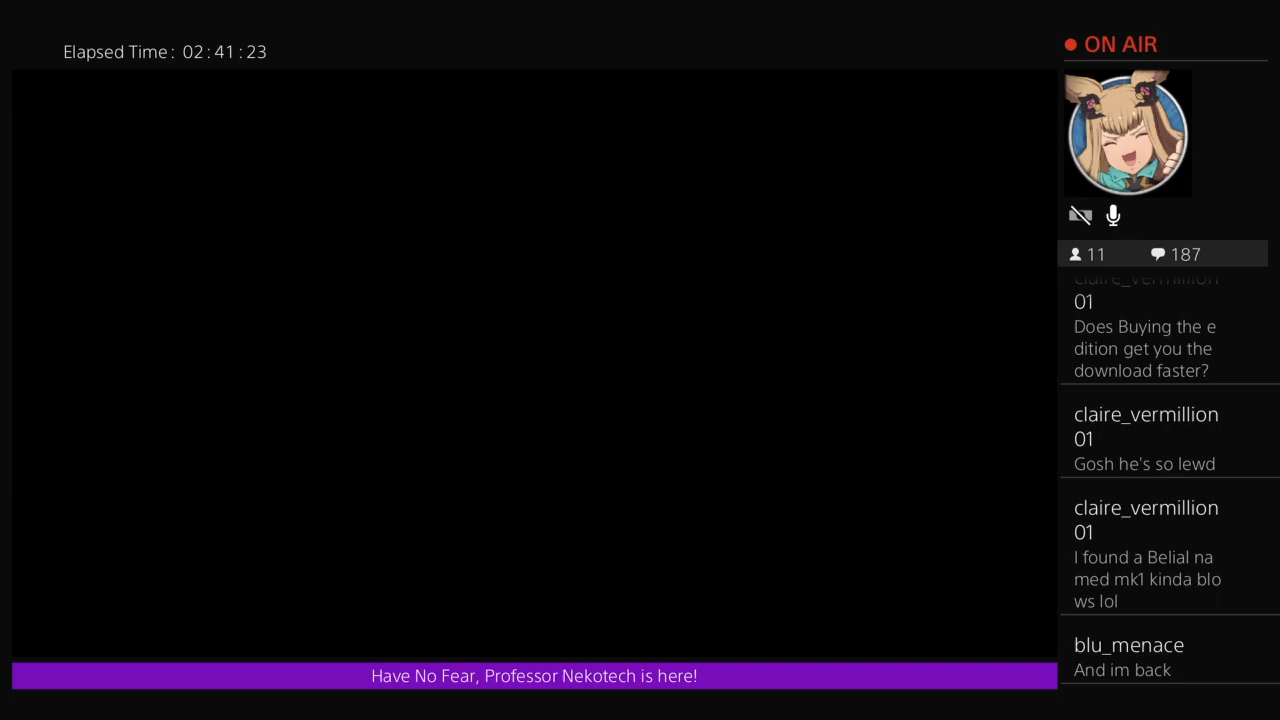 Elapsed Time: 02:41:23
ON AIR
11 187
claire_vermillion
01
Does Buying the e
dition get you the
download faster?
claire_vermillion
01
Gosh he's so lewd
claire_vermillion
01
I found a Belial na
med mk1 kinda blo
ws lol
blu_menace
And im back
Have No Fear, Professor Nekotech is here!